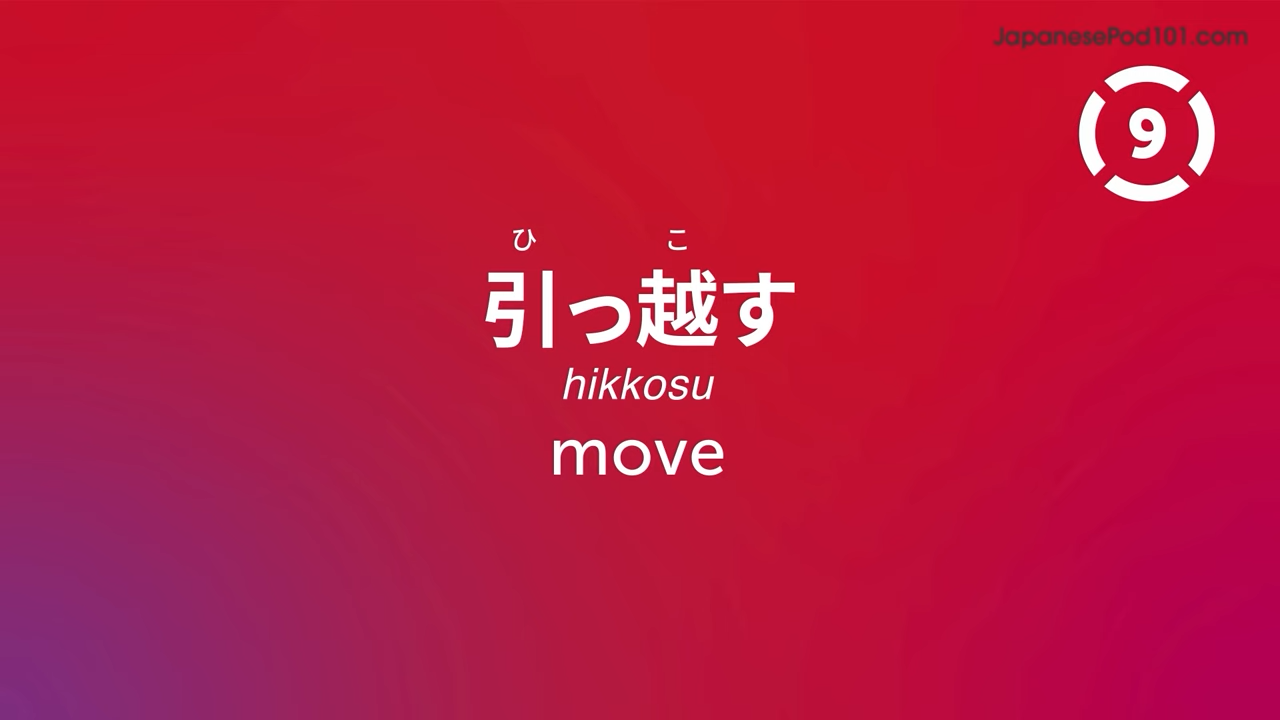 JapanesePod101.com
9
ひ こ
引っ越す
hikkosu
move